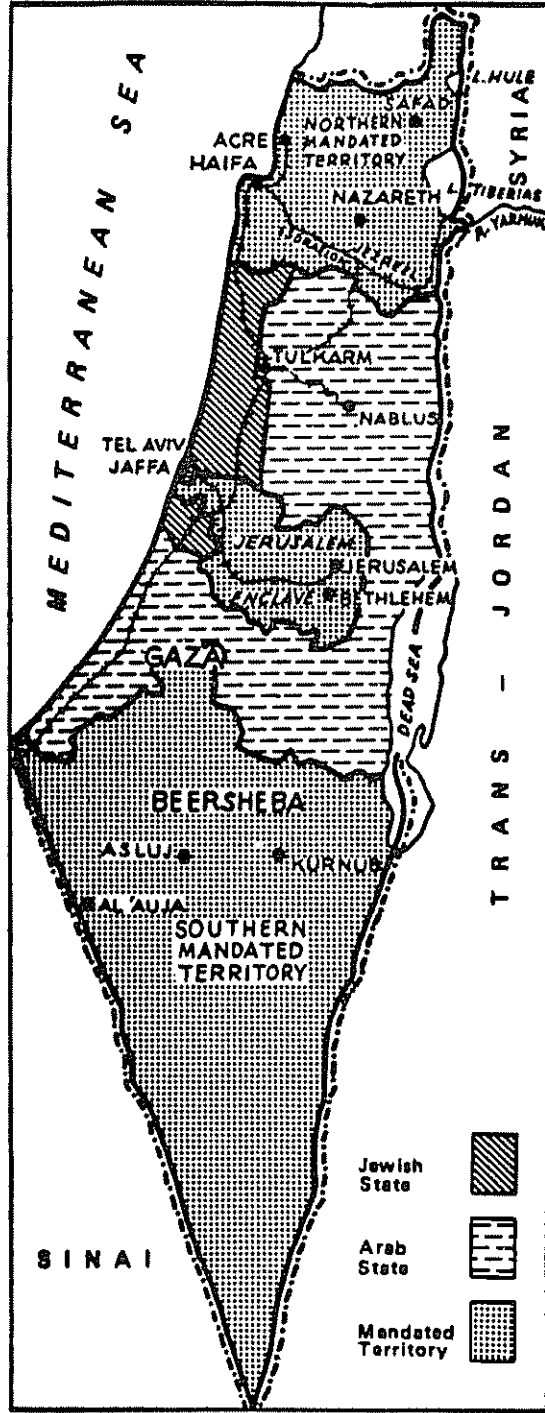 MEDITERRANEAN SEA
L. HULE
SAFAD
SYRIA
NORTHERN
MANDATED
TERRITORY
ACRE
HAIFA
L. TIBERIAS
NAZARETH
R. YARMUK
JEZREEL
TULKARM
NABLUS
TEL AVIV
JAFFA
JERUSALEM
ENCLAVE
JERUSALEM
BETHLEHEM
TRANS – JORDAN
GAZA
DEAD SEA
BEERSHEBA
ASLUJ
KURNUB
AL 'AUJA
SOUTHERN
MANDATED
TERRITORY
SINAI
Jewish
State
Arab
State
Mandated
Territory